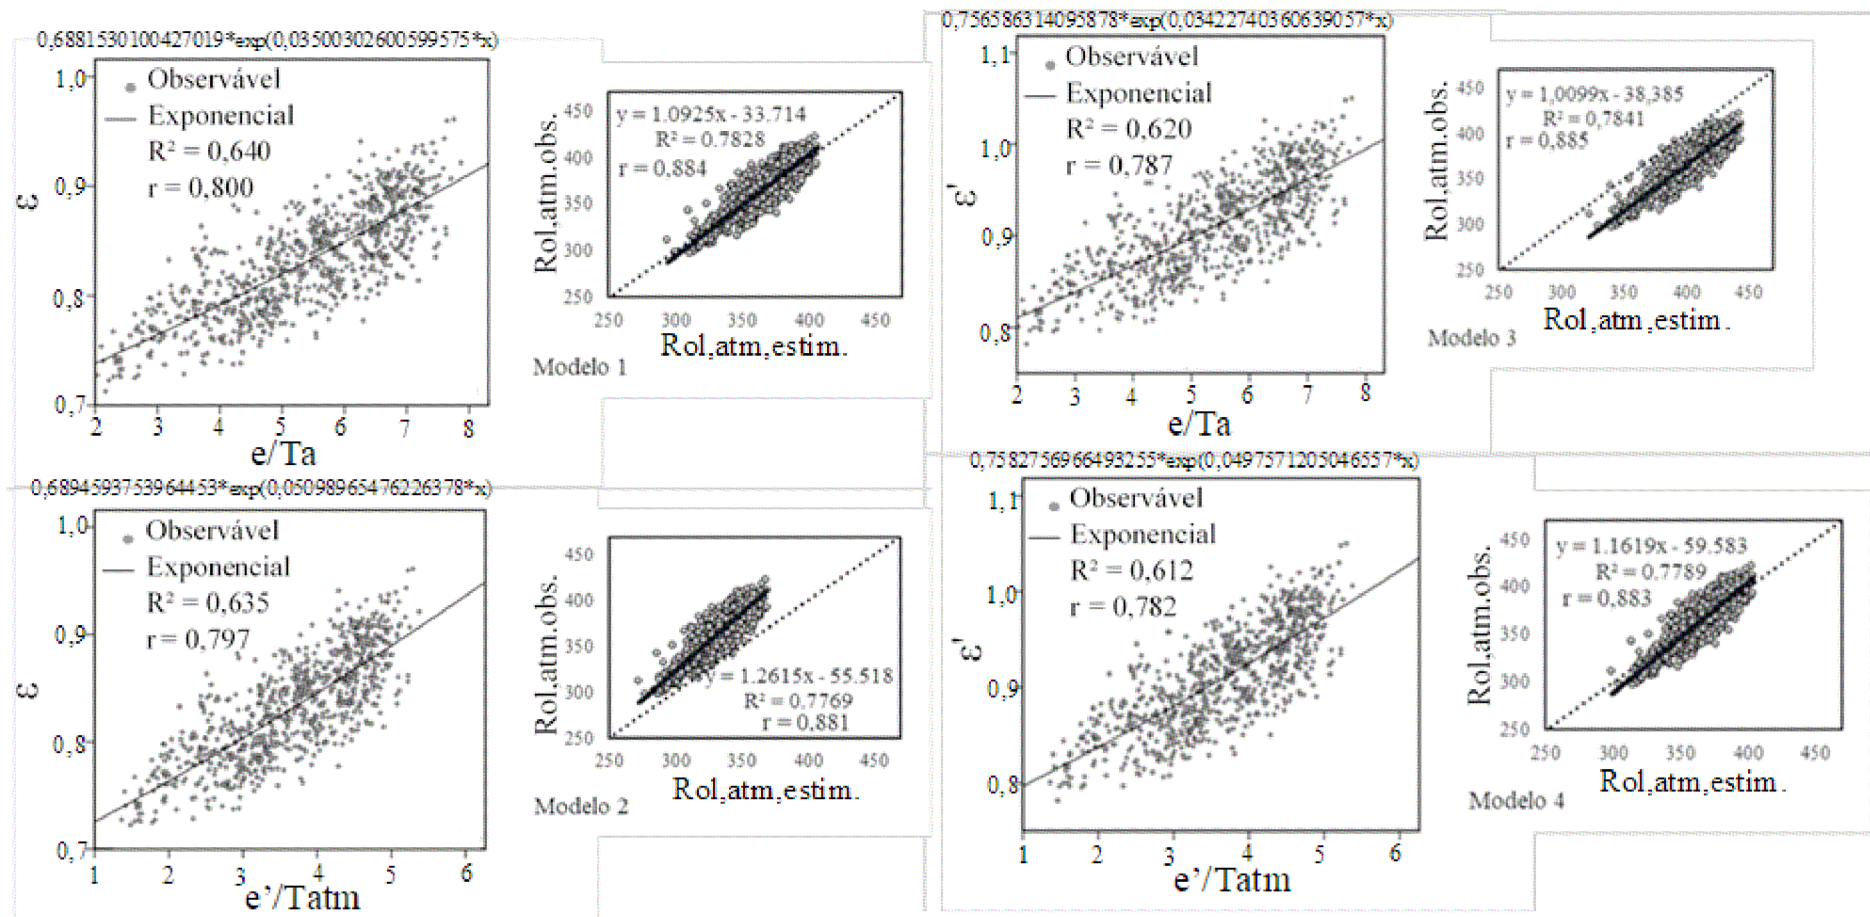 0,6881530100427019*exp(0,03500302600599575*x)
1,0
0,9
0,8
0,7
ε
Observável
Exponencial
R² = 0,640
r = 0,800
2 3 4 5 6 7 8
e/Ta
Rol,atm.obs.
450
400
350
300
250
y = 1.0925x - 33.714
R² = 0.7828
r = 0,884
250 300 350 400 450
Rol,atm,estim.
Modelo 1
0,756586314095878*exp(0,03422740360639057*x)
1,1
1,0
0,9
0,8
ε'
Observável
Exponencial
R² = 0,620
r = 0,787
2 3 4 5 6 7 8
e/Ta
Rol,atm.obs.
450
400
350
300
250
y = 1,0099x - 38,385
R² = 0,7841
r = 0,885
250 300 350 400 450
Rol,atm,estim.
Modelo 3
0,6894593753964453*exp(0,05098965476226378*x)
1,0
0,9
0,8
0,7
ε
Observável
Exponencial
R² = 0,635
r = 0,797
1 2 3 4 5 6
e’/Tatm
Rol,atm.obs.
450
400
350
300
250
y = 1.2615x - 55.518
R² = 0.7769
r = 0,881
250 300 350 400 450
Rol,atm,estim.
Modelo 2
0,7582756966493255*exp(0,0497571205046557*x)
1,1
1,0
0,9
0,8
ε'
Observável
Exponencial
R² = 0,612
r = 0,782
1 2 3 4 5 6
e’/Tatm
Rol,atm.obs.
450
400
350
300
250
y = 1.1619x - 59.583
R² = 0.7789
r = 0,883
250 300 350 400 450
Rol,atm,estim.
Modelo 4